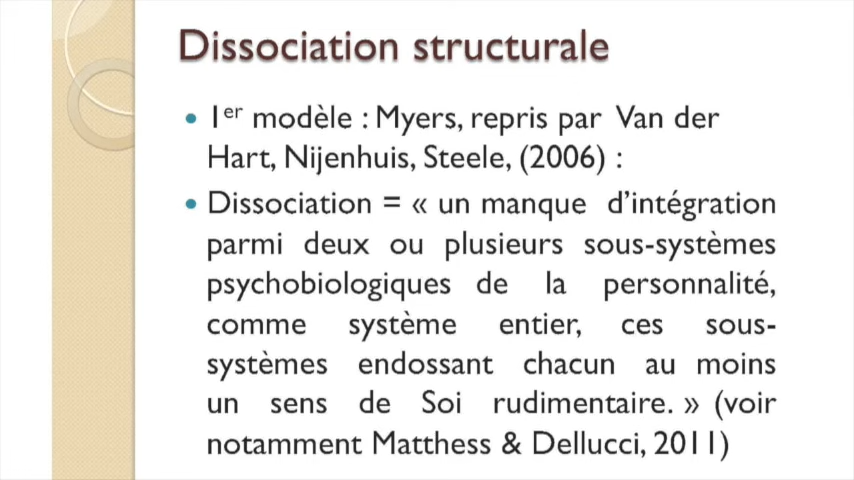 Dissociation structurale
• 1er modèle : Myers, repris par Van der
Hart, Nijenhuis, Steele, (2006) :
• Dissociation = « un manque d’intégration
parmi deux ou plusieurs sous-systèmes
psychobiologiques de la personnalité,
comme système entier, ces sous-
systèmes endossant chacun au moins
un sens de Soi rudimentaire. » (voir
notamment Matthess & Dellucci, 2011)